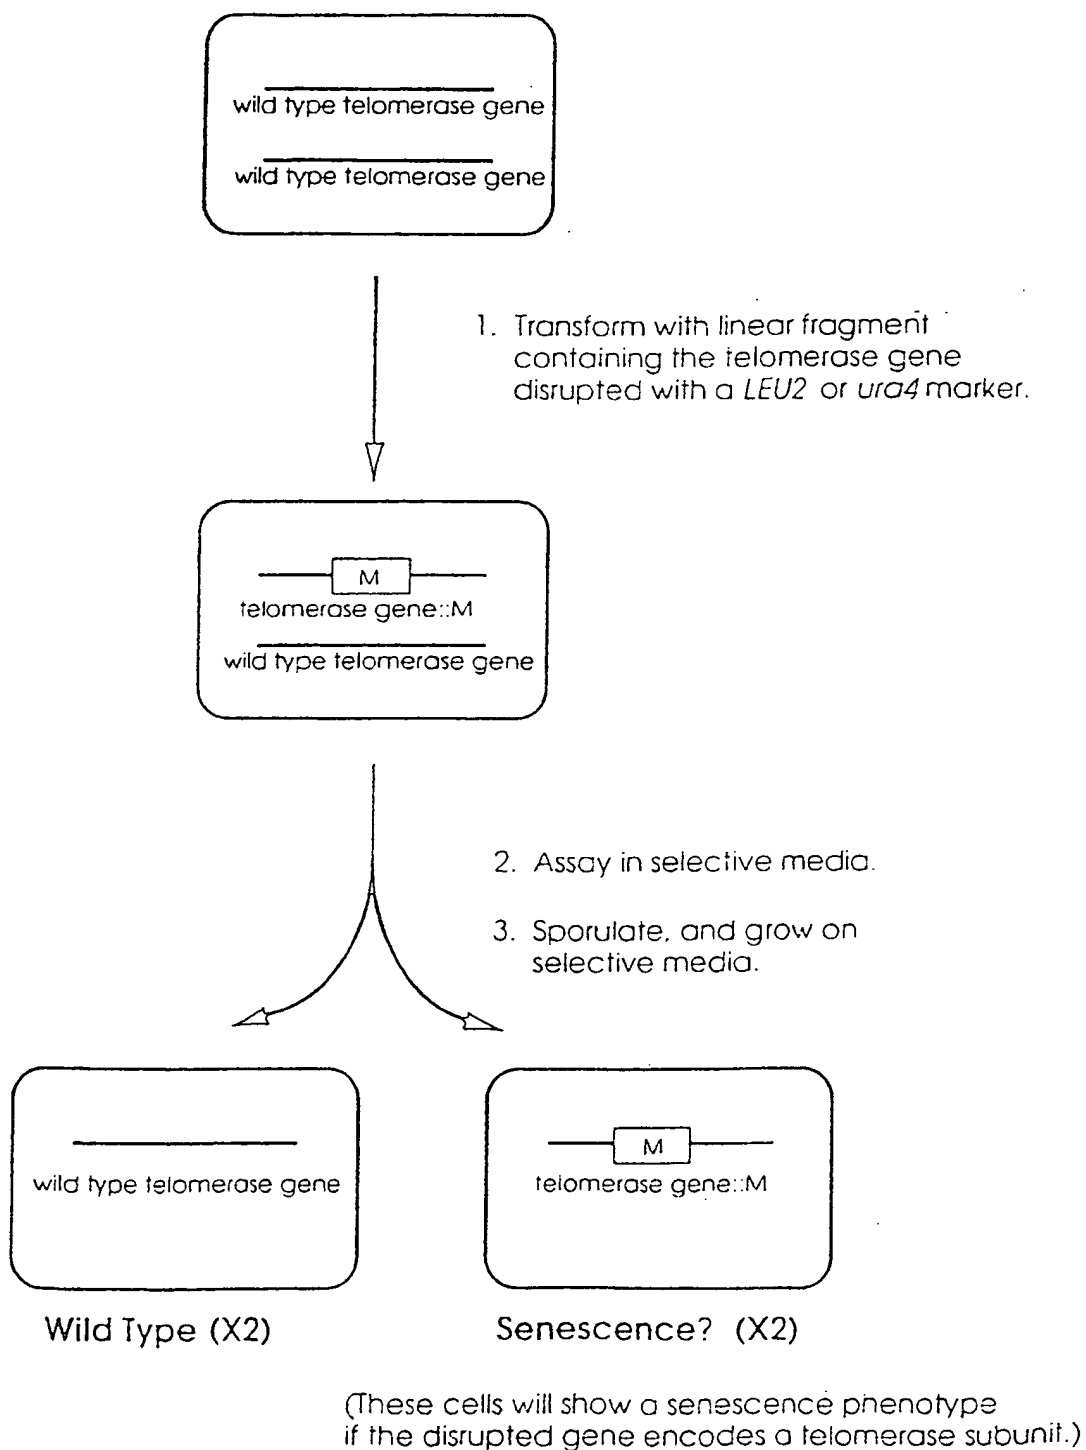 wild type telomerase gene
wild type telomerase gene
1. Transform with linear fragment
containing the telomerase gene
disrupted with a LEU2 or ura4 marker.
M
telomerase gene::M
wild type telomerase gene
2. Assay in selective media.
3. Sporulate, and grow on
selective media.
wild type telomerase gene
M
telomerase gene::M
Wild Type (X2)
Senescence? (X2)
(These cells will show a senescence phenotype
if the disrupted gene encodes a telomerase subunit.)